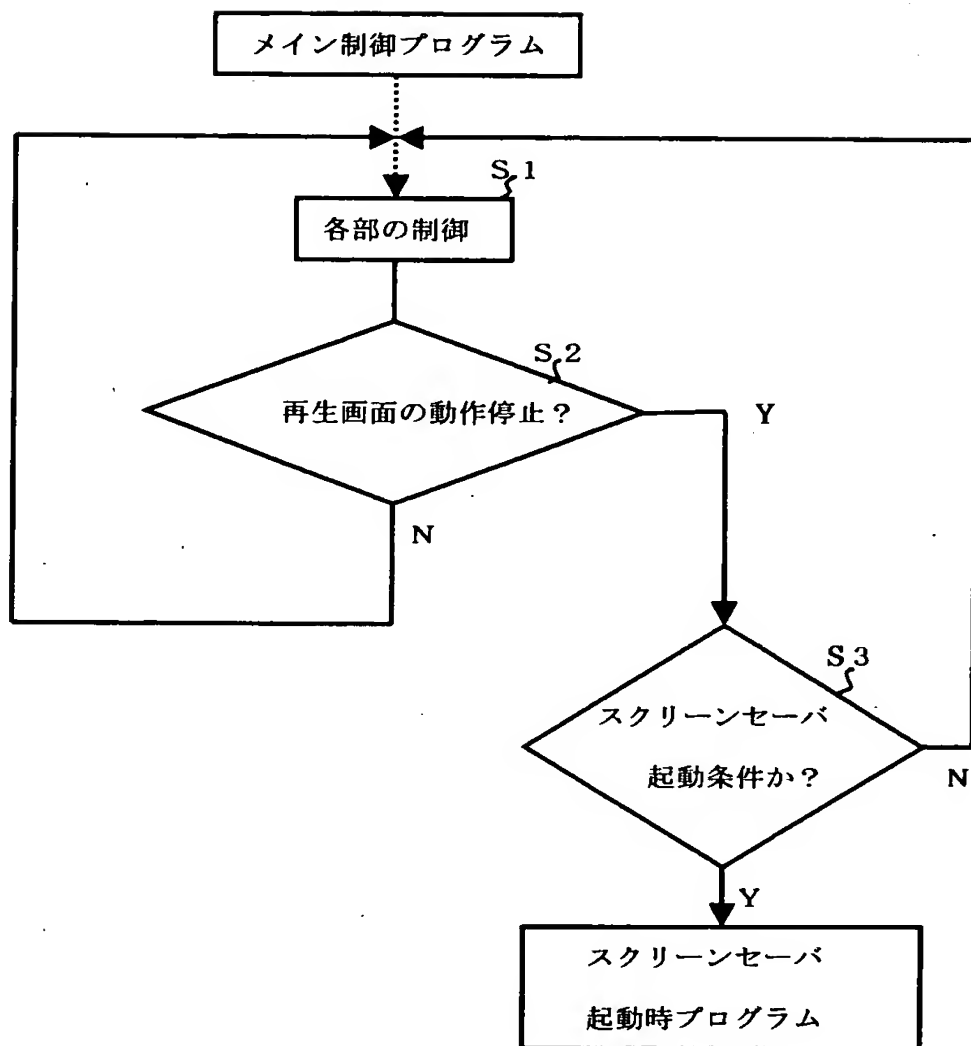 メイン制御プログラム
S1
各部の制御
S2
再生画面の動作停止?
Y
N
S3
スクリーンセーバ
起動条件か?
N
Y
スクリーンセーバ
起動時プログラム